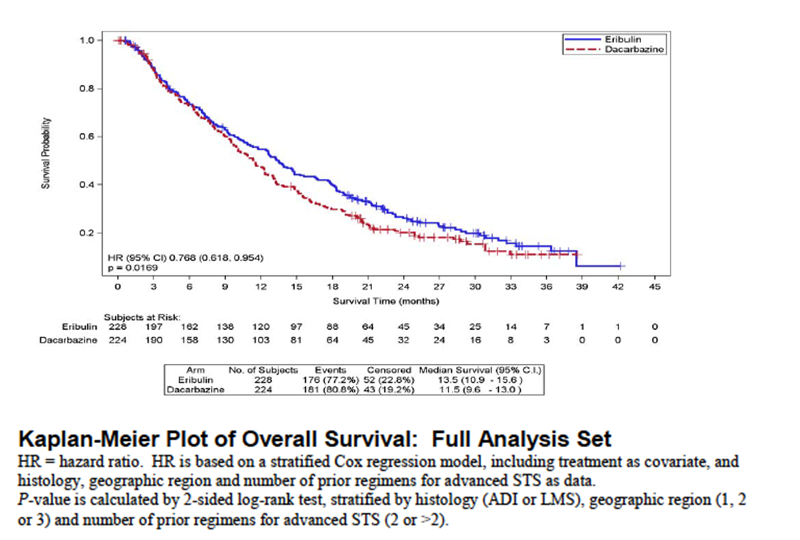 Eribulin
Dacarbazine
1.0
0.8
0.6
0.4
0.2
Survival Probability
HR (95% CI) 0.768 (0.618, 0.954)
p = 0.0169
0 3 6 9 12 15 18 21 24 27 30 33 36 39 42 45
Survival Time (months)
Subjects at Risk:
Eribulin 228 197 162 138 120 97 88 64 45 34 25 14 7 1 1 0
Dacarbazine 224 190 158 130 103 81 64 45 32 24 16 8 3 0 0 0
Arm No. of Subjects Events Censored Median Survival (95% C.I.)
Eribulin 228 176 (77.2%) 52 (22.8%) 13.5 (10.9 - 15.6 )
Dacarbazine 224 181 (80.8%) 43 (19.2%) 11.5 (9.6 - 13.0 )
Kaplan-Meier Plot of Overall Survival: Full Analysis Set
HR = hazard ratio. HR is based on a stratified Cox regression model, including treatment as covariate, and
histology, geographic region and number of prior regimens for advanced STS as data.
P-value is calculated by 2-sided log-rank test, stratified by histology (ADI or LMS), geographic region (1, 2
or 3) and number of prior regimens for advanced STS (2 or >2).